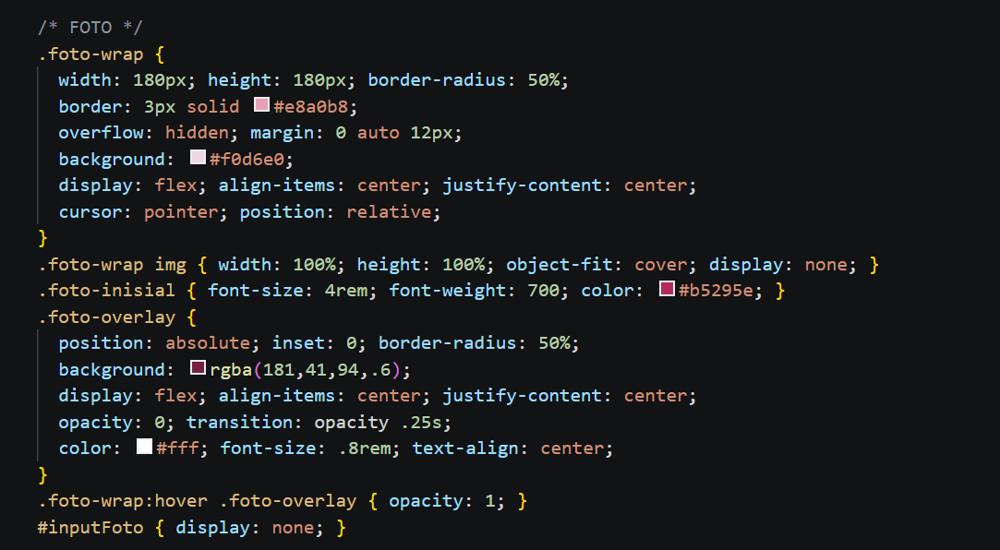 /* FOTO */
.foto-wrap {
width: 180px; height: 180px; border-radius: 50%;
border: 3px solid #e8a0b8;
overflow: hidden; margin: 0 auto 12px;
background: #f0d6e0;
display: flex; align-items: center; justify-content: center;
cursor: pointer; position: relative;
}
.foto-wrap img { width: 100%; height: 100%; object-fit: cover; display: none; }
.foto-inisial { font-size: 4rem; font-weight: 700; color: #b5295e; }
.foto-overlay {
position: absolute; inset: 0; border-radius: 50%;
background: rgba(181,41,94,.6);
display: flex; align-items: center; justify-content: center;
opacity: 0; transition: opacity .25s;
color: #fff; font-size: .8rem; text-align: center;
}
.foto-wrap:hover .foto-overlay { opacity: 1; }
#inputFoto { display: none; }